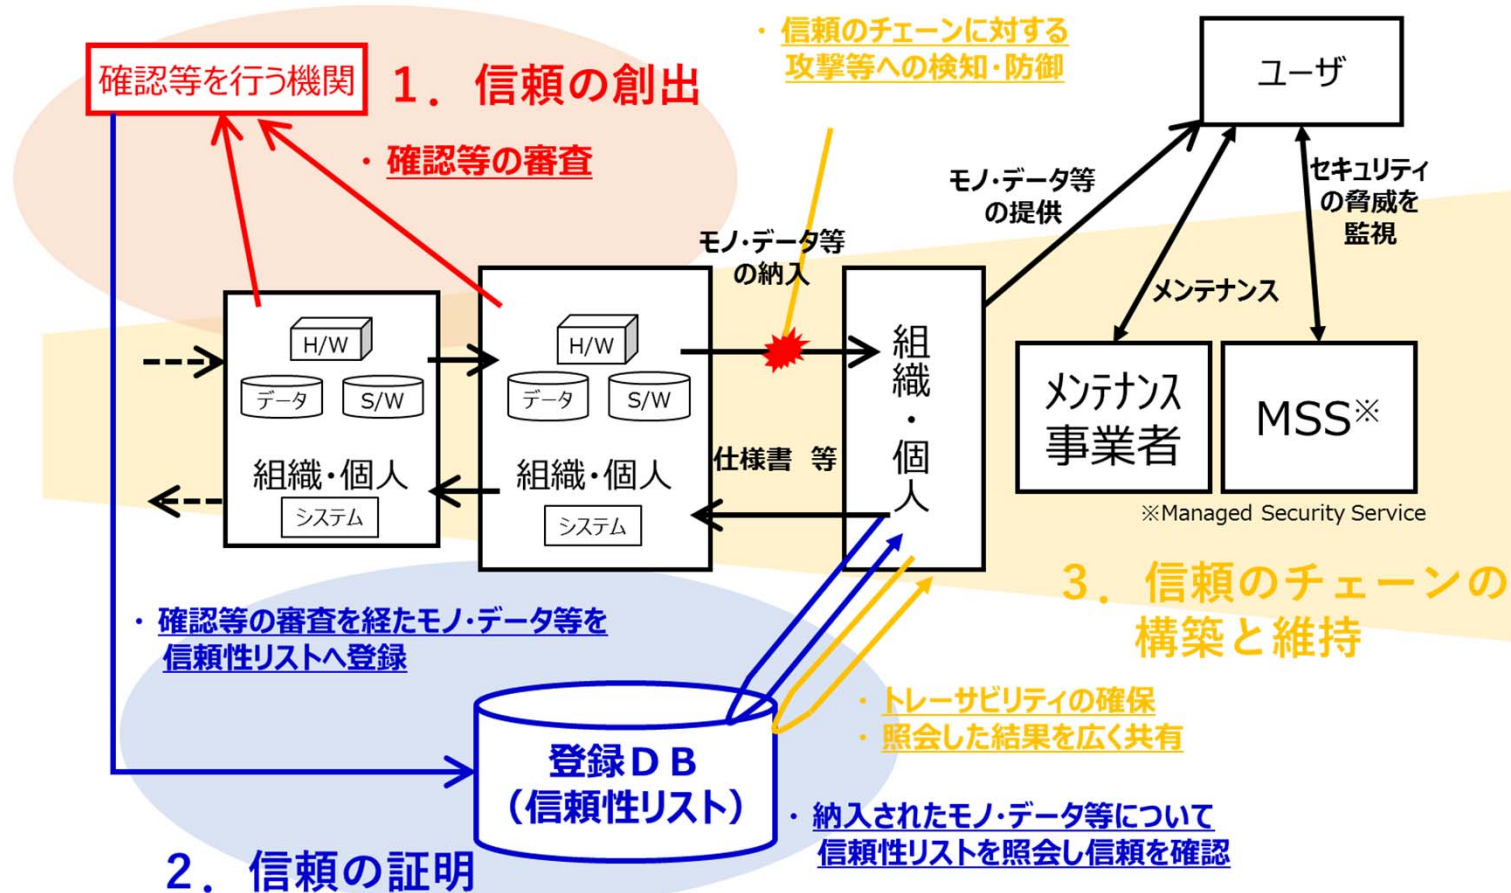 ・ 信頼のチェーンに対する
攻撃等への検知・防御
確認等を行う機関
1. 信頼の創出
・ 確認等の審査
ユーザ
モノ・データ等
の提供
セキュリティ
の脅威を
監視
モノ・データ等
の納入
メンテナンス
H/W
データ
S/W
組織・個人
システム
H/W
データ
S/W
組織・個人
システム
仕様書 等
組織・個人
メンテナンス
事業者
MSS※
※Managed Security Service
3. 信頼のチェーンの
構築と維持
・ 確認等の審査を経たモノ・データ等を
信頼性リストへ登録
・ トレーサビリティの確保
・ 照会した結果を広く共有
登録DB
（信頼性リスト）
・ 納入されたモノ・データ等について
信頼性リストを照会し信頼を確認
2. 信頼の証明